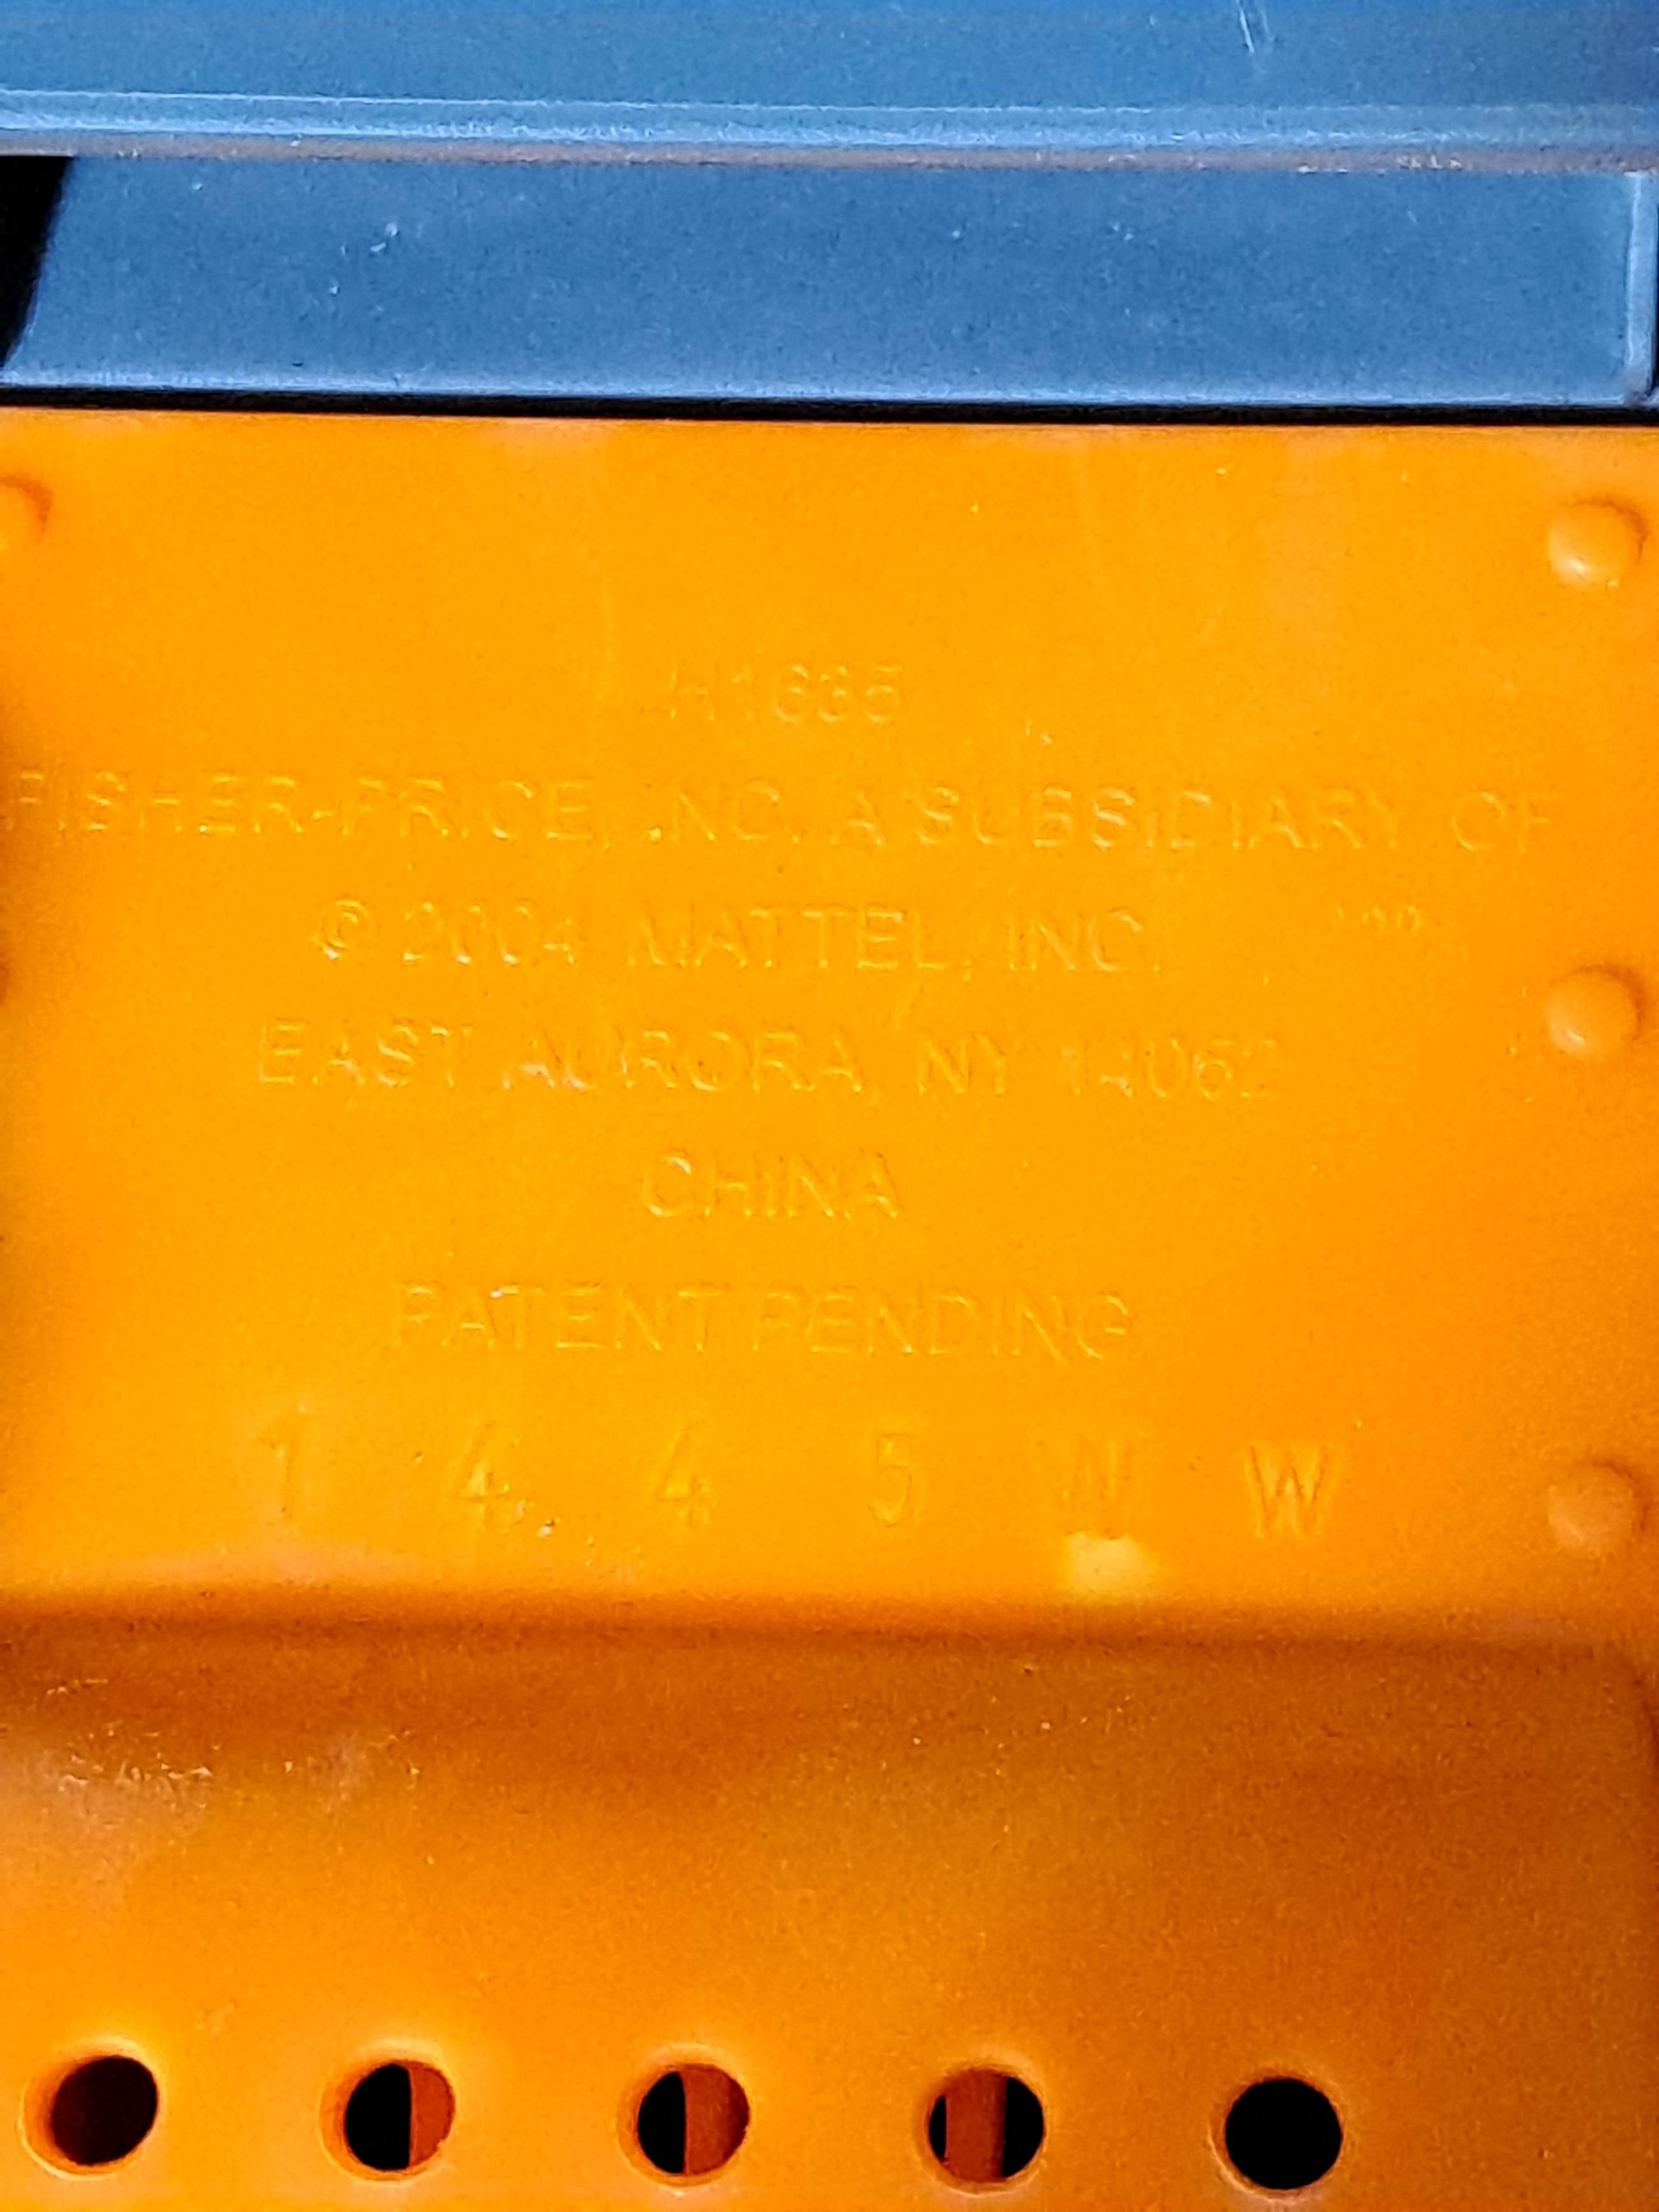 FISHER-PRICE, INC. A SUBSIDIARY OF
© 2004 MATTEL, INC.
EAST AURORA, NY 14052
CHINA
PATENT PENDING
1 4 4 5 W W